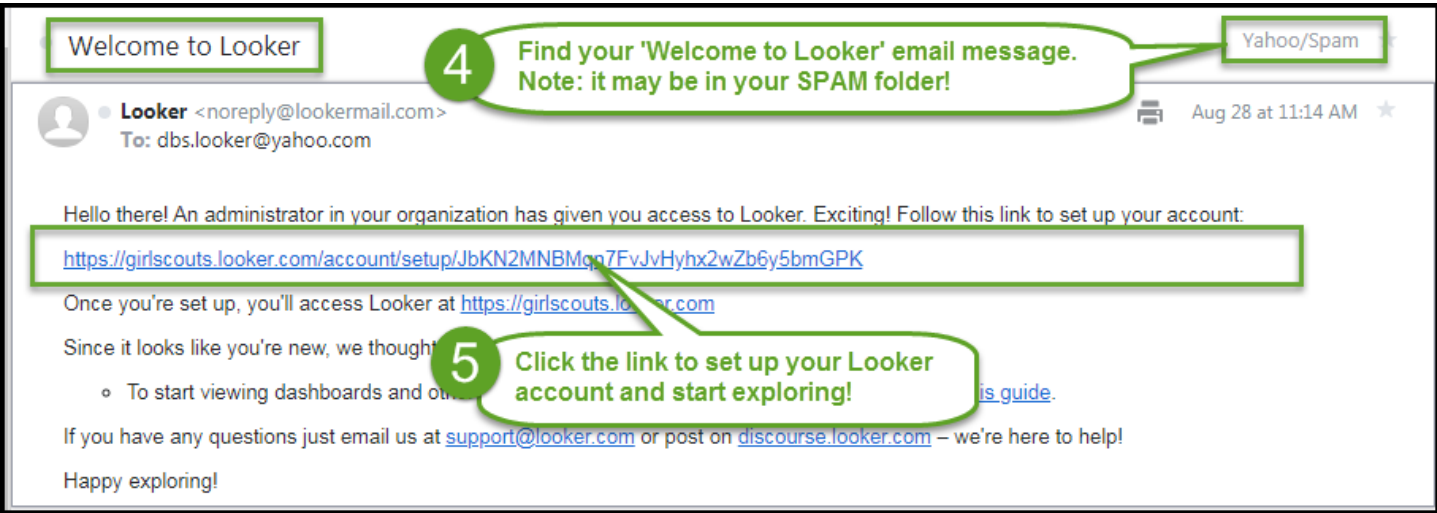 Welcome to Looker
4
Find your 'Welcome to Looker' email message.
Note: it may be in your SPAM folder!
Yahoo/Spam
Looker <noreply@lookermail.com>
Aug 28 at 11:14 AM
To: dbs.looker@yahoo.com
Hello there! An administrator in your organization has given you access to Looker. Exciting! Follow this link to set up your account:
https://girlscouts.looker.com/account/setup/JbKN2MNBMqp7FvJvHyhx2wZb6y5bmGPK
Once you're set up, you'll access Looker at https://girlscouts.looker.com
Since it looks like you're new, we thought
5
Click the link to set up your Looker
account and start exploring!
To start viewing dashboards and is guide.
If you have any questions just email us at support@looker.com or post on discourse.looker.com – we're here to help!
Happy exploring!